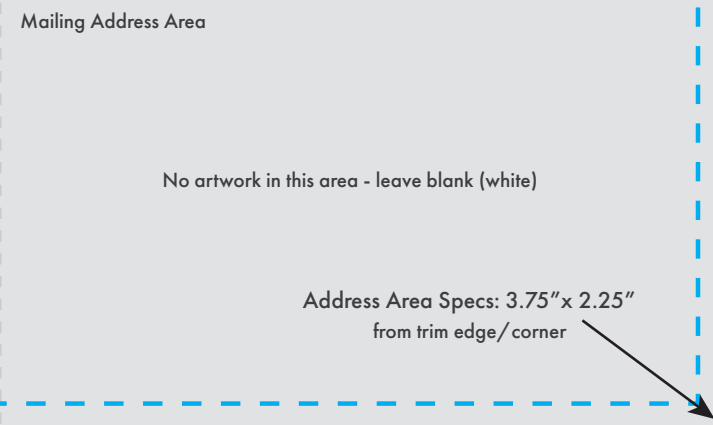 Mailing Address Area
No artwork in this area - leave blank (white)
Address Area Specs: 3.75”x 2.25”
from trim edge/corner